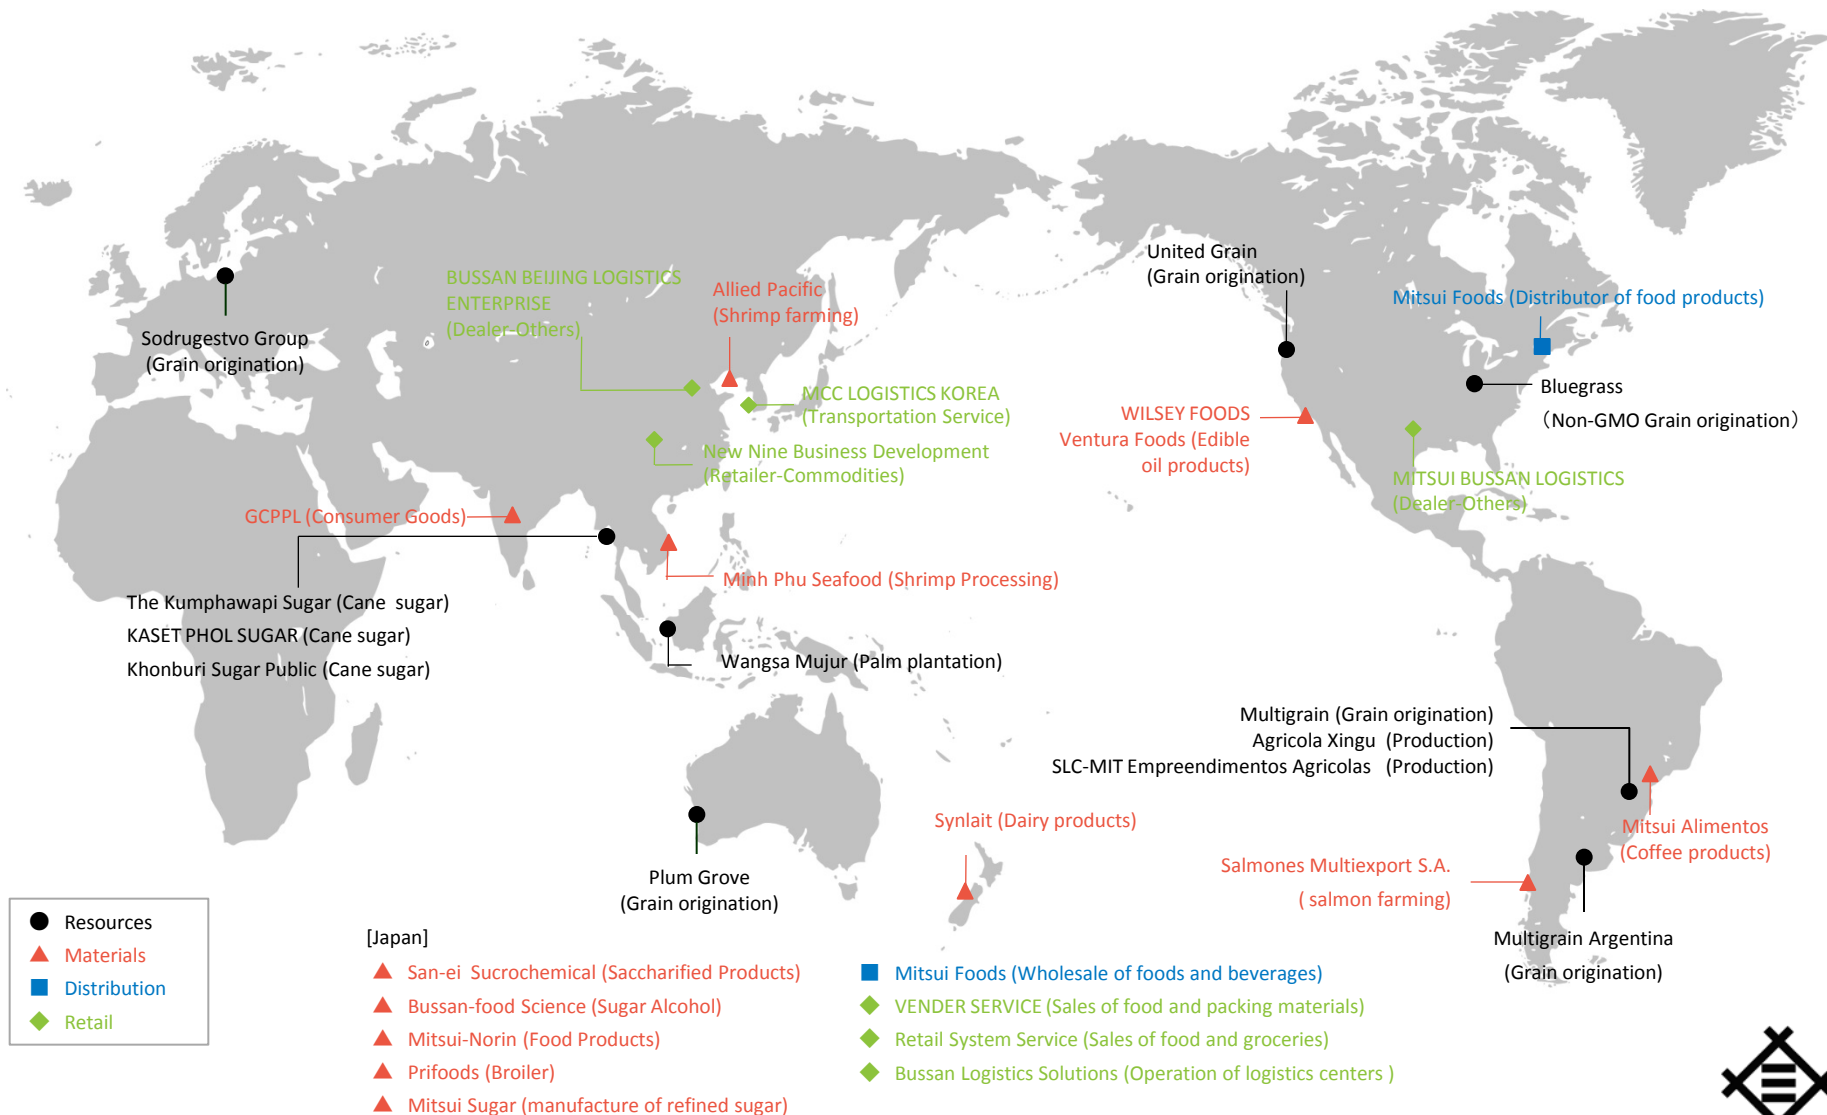 United Grain
(Grain origination)
BUSSAN BEIJING LOGISTICS
ENTERPRISE
(Dealer-Others)
Allied Pacific
(Shrimp farming)
Mitsui Foods (Distributor of food products)
Sodrugestvo Group
(Grain origination)
MCC LOGISTICS KOREA
(Transportation Service)
Bluegrass
(Non-GMO Grain origination)
WILSEY FOODS
Ventura Foods (Edible
oil products)
New Nine Business Development
(Retailer-Commodities)
MITSUI BUSSAN LOGISTICS
(Dealer-Others)
GCPPL (Consumer Goods)
Minh Phu Seafood (Shrimp Processing)
The Kumphawapi Sugar (Cane sugar)
KASET PHOL SUGAR (Cane sugar)
Khonburi Sugar Public (Cane sugar)
Wangsa Mujur (Palm plantation)
Multigrain (Grain origination)
Agricola Xingu (Production)
SLC-MIT Empreendimentos Agricolas (Production)
Synlait (Dairy products)
Mitsui Alimentos
(Coffee products)
Plum Grove
(Grain origination)
Salmones Multiexport S.A.
( salmon farming)
Multigrain Argentina
(Grain origination)
Resources
Materials
Distribution
Retail
[Japan]
San-ei Sucrochemical (Saccharified Products)
Bussan-food Science (Sugar Alcohol)
Mitsui-Norin (Food Products)
Prifoods (Broiler)
Mitsui Sugar (manufacture of refined sugar)
Mitsui Foods (Wholesale of foods and beverages)
VENDER SERVICE (Sales of food and packing materials)
Retail System Service (Sales of food and groceries)
Bussan Logistics Solutions (Operation of logistics centers )